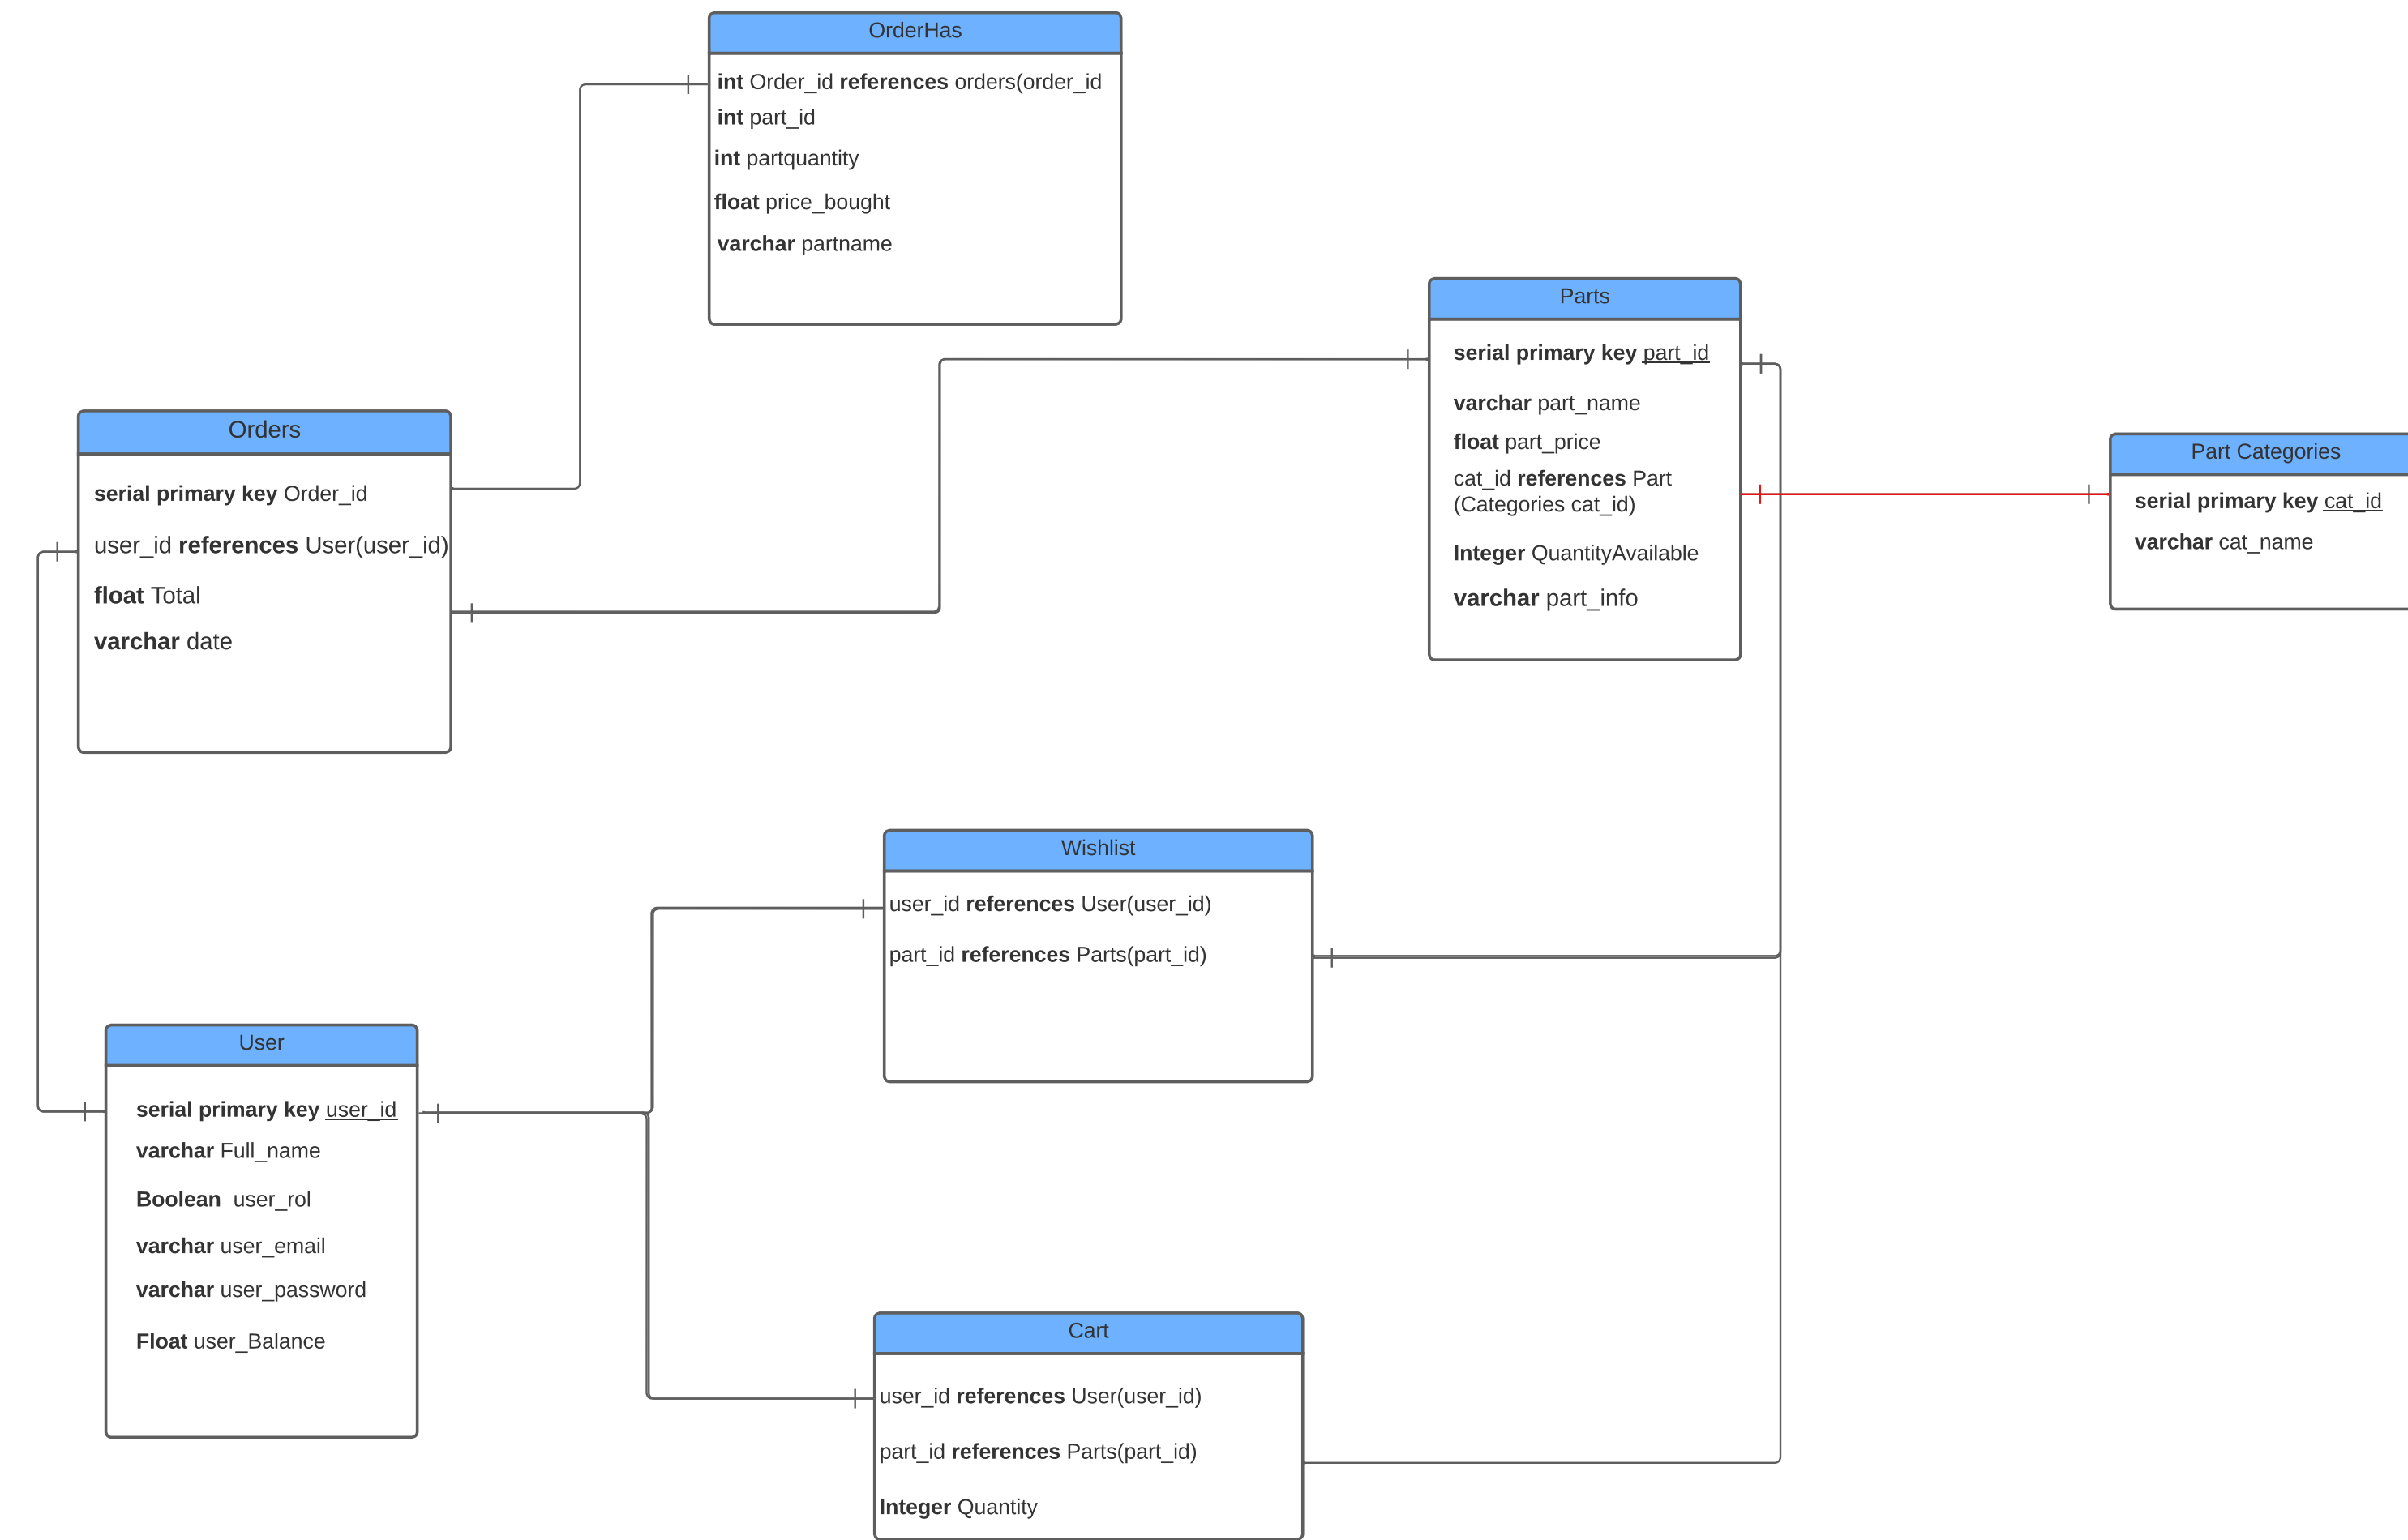 OrderHas
int Order_id references orders(order_id
int part_id
int partquantity
float price_bought
varchar partname
Parts
serial primary key part_id
varchar part_name
float part_price
cat_id references Part
(Categories cat_id)
Integer QuantityAvailable
varchar part_info
Orders
serial primary key Order_id
user_id references User(user_id)
float Total
varchar date
Part Categories
serial primary key cat_id
varchar cat_name
Wishlist
user_id references User(user_id)
part_id references Parts(part_id)
User
serial primary key user_id
varchar Full_name
Boolean  user_rol
varchar user_email
varchar user_password
Float user_Balance
Cart
user_id references User(user_id)
part_id references Parts(part_id)
Integer Quantity